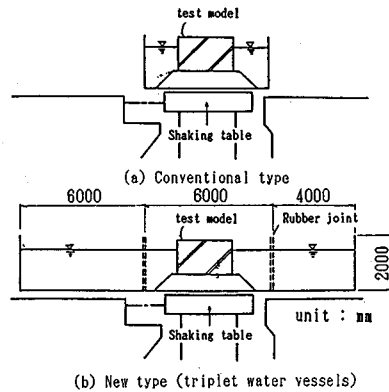 test model
Shaking table
(a) Conventional type
6000
6000
4000
test model
Rubber joint
2000
Shaking table
unit : mm
(b) New type (triplet water vessels)